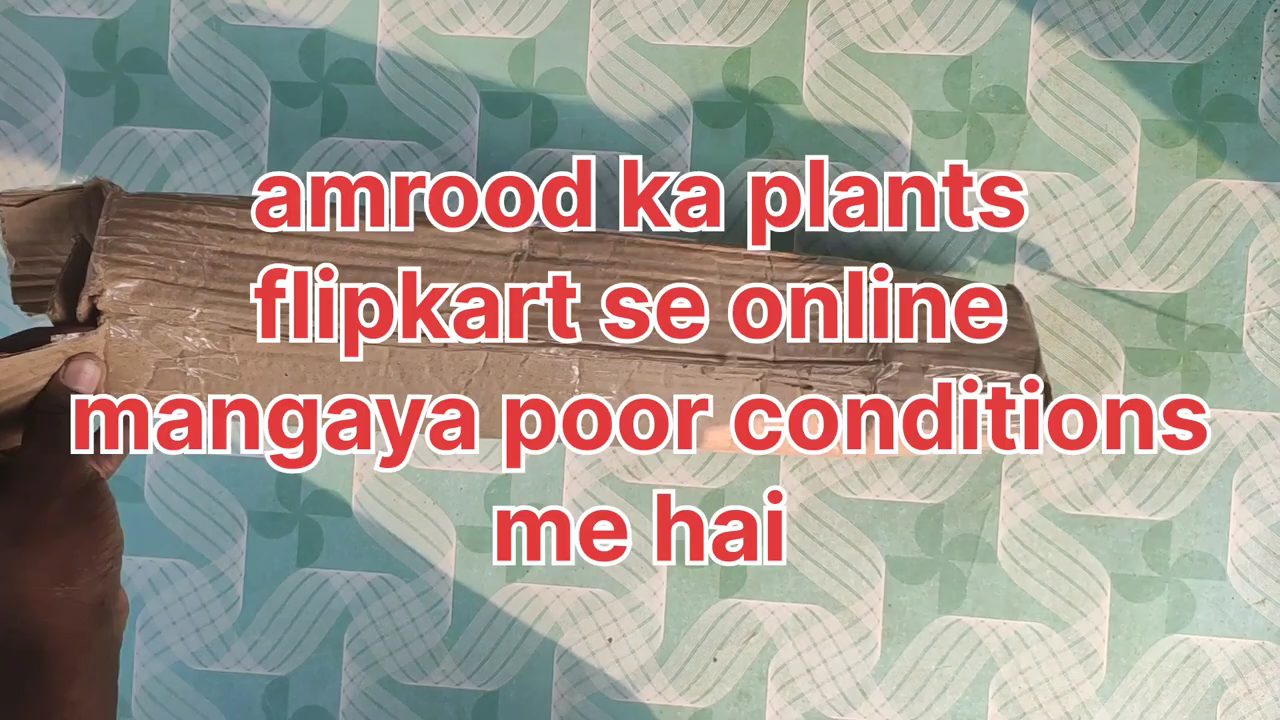 amrood ka plants
flipkart se online
mangaya poor conditions
me hai